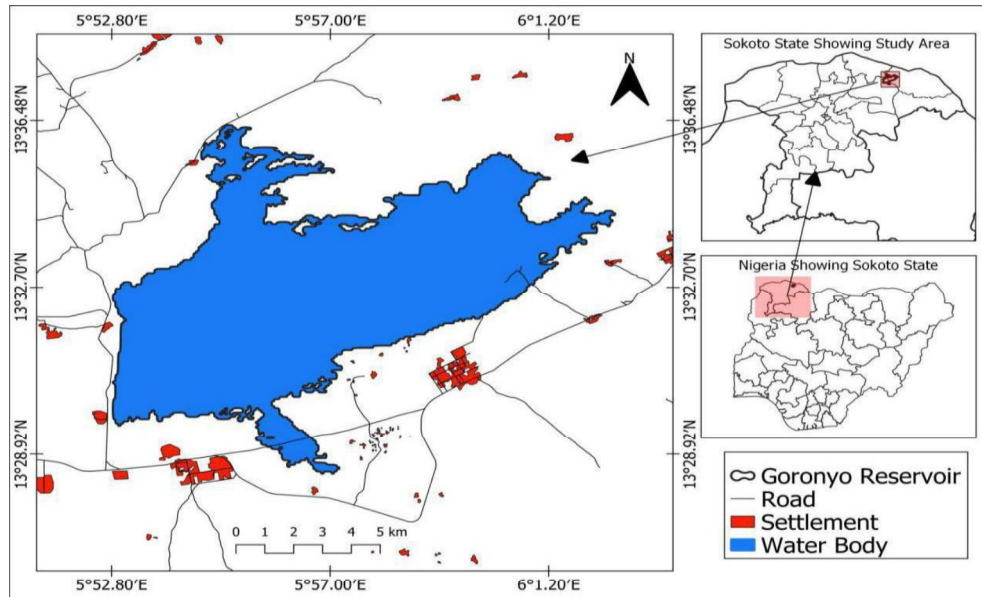 5°52.80'E 5°57.00'E 6°1.20'E
13°36.48'N
13°32.70'N
13°28.92'N
N
0 1 2 3 4 5 km
13°36.48'N
13°32.70'N
13°28.92'N
5°52.80'E 5°57.00'E 6°1.20'E
Sokoto State Showing Study Area
Nigeria Showing Sokoto State
Goronyo Reservoir
Road
Settlement
Water Body